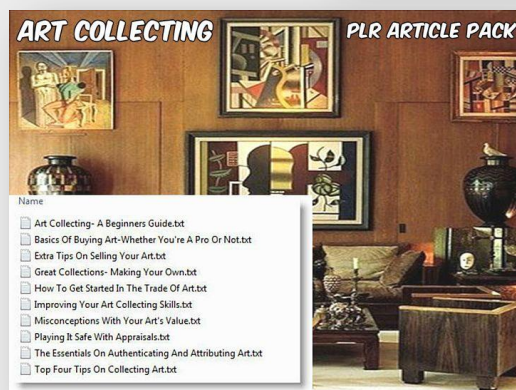 ART COLLECTING
PLR ARTICLE PACK
Name
Art Collecting- A Beginners Guide.txt
Basics Of Buying Art-Whether You're A Pro Or Not.txt
Extra Tips On Selling Your Art.txt
Great Collections- Making Your Own.txt
How To Get Started In The Trade Of Art.txt
Improving Your Art Collecting Skills.txt
Misconceptions With Your Art's Value.txt
Playing It Safe With Appraisals.txt
The Essentials On Authenticating And Attributing Art.txt
Top Four Tips On Collecting Art.txt